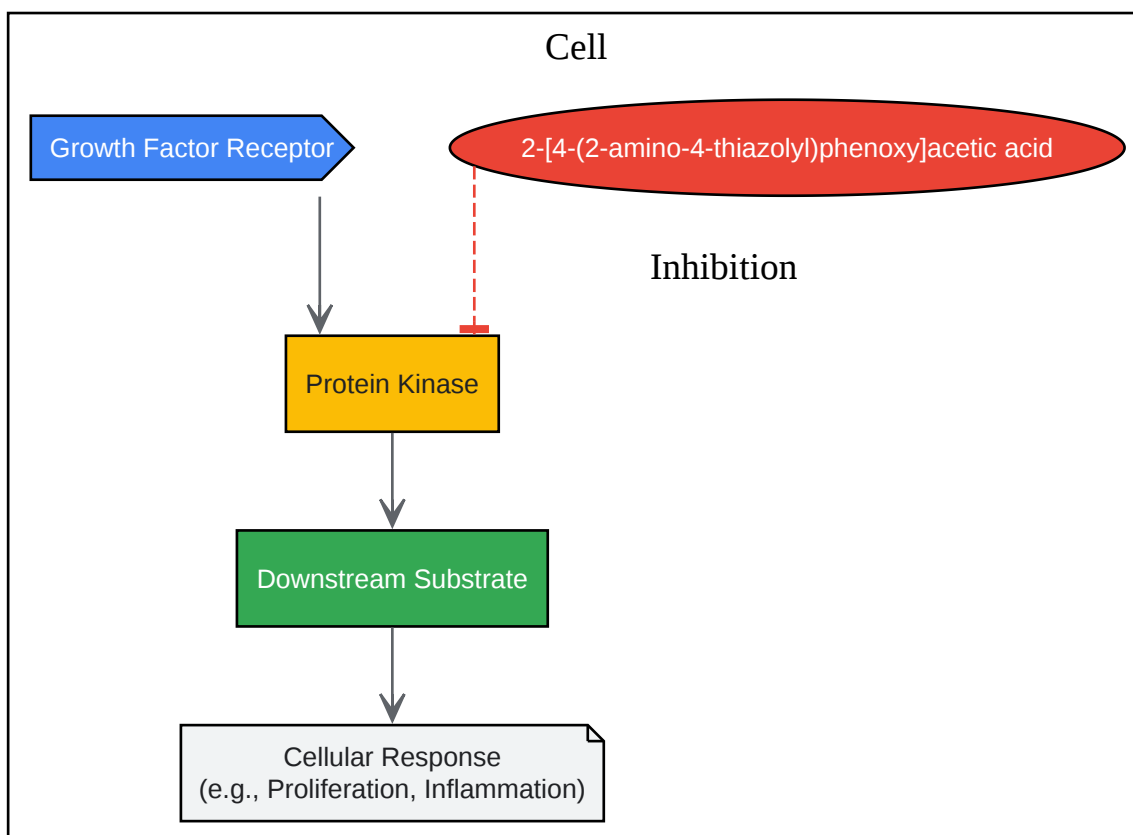 Cell
Growth Factor Receptor
2-[4-(2-amino-4-thiazolyl)phenoxy]acetic acid
Inhibition
Protein Kinase
Downstream Substrate
Cellular Response
(e.g., Proliferation, Inflammation)